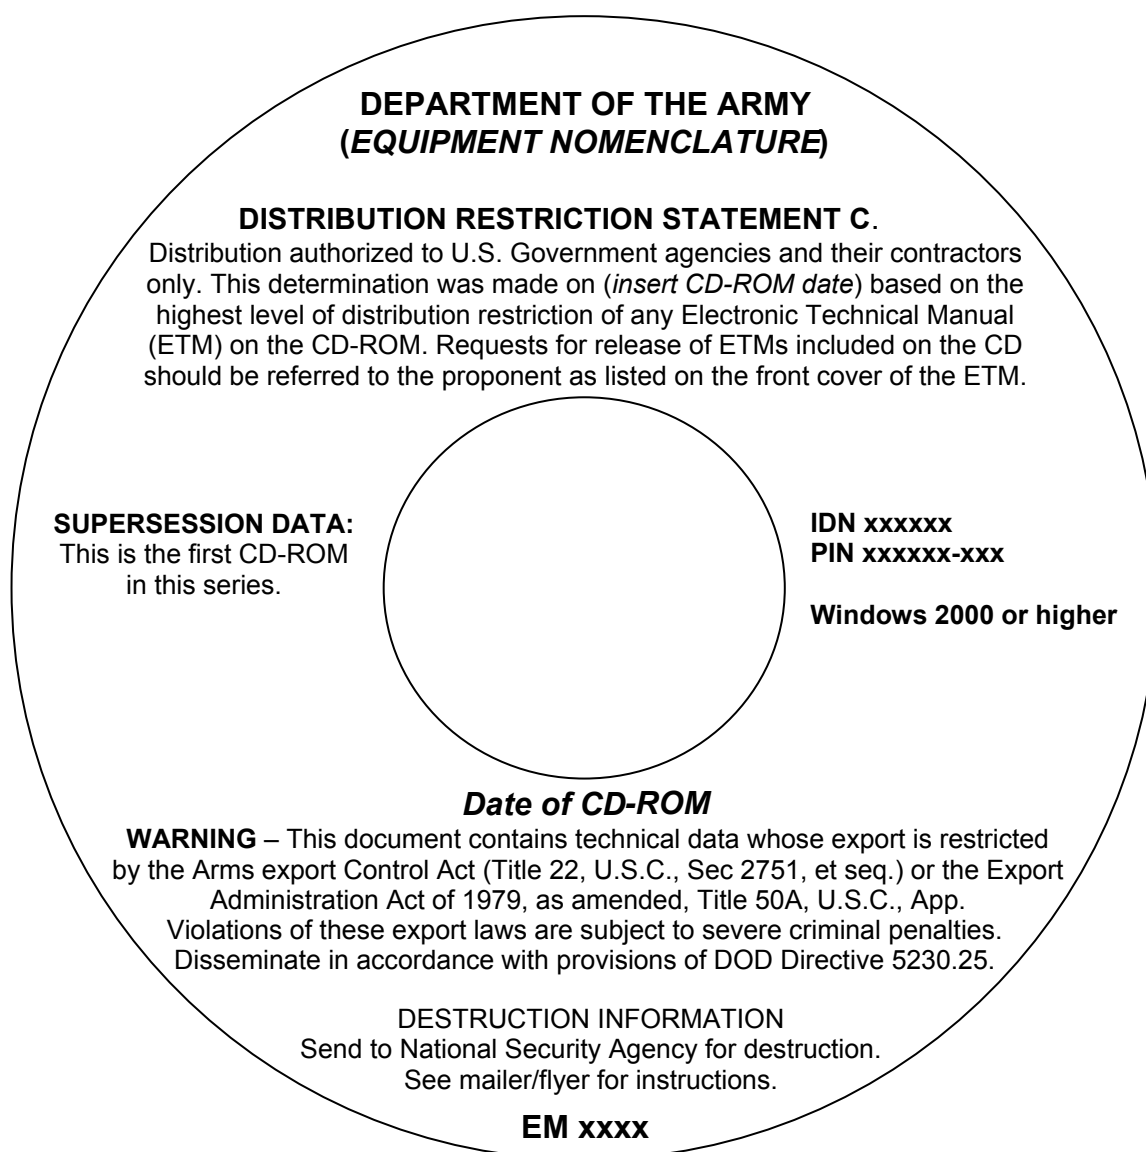 DEPARTMENT OF THE ARMY
(EQUIPMENT NOMENCLATURE)
DISTRIBUTION RESTRICTION STATEMENT C.
Distribution authorized to U.S. Government agencies and their contractors
only. This determination was made on (insert CD-ROM date) based on the
highest level of distribution restriction of any Electronic Technical Manual
(ETM) on the CD-ROM. Requests for release of ETMs included on the CD
should be referred to the proponent as listed on the front cover of the ETM.
SUPERSESSION DATA:
This is the first CD-ROM
in this series.
IDN xxxxxx
PIN xxxxxx-xxx
Windows 2000 or higher
Date of CD-ROM
WARNING – This document contains technical data whose export is restricted
by the Arms export Control Act (Title 22, U.S.C., Sec 2751, et seq.) or the Export
Administration Act of 1979, as amended, Title 50A, U.S.C., App.
Violations of these export laws are subject to severe criminal penalties.
Disseminate in accordance with provisions of DOD Directive 5230.25.
DESTRUCTION INFORMATION
Send to National Security Agency for destruction.
See mailer/flyer for instructions.
EM xxxx